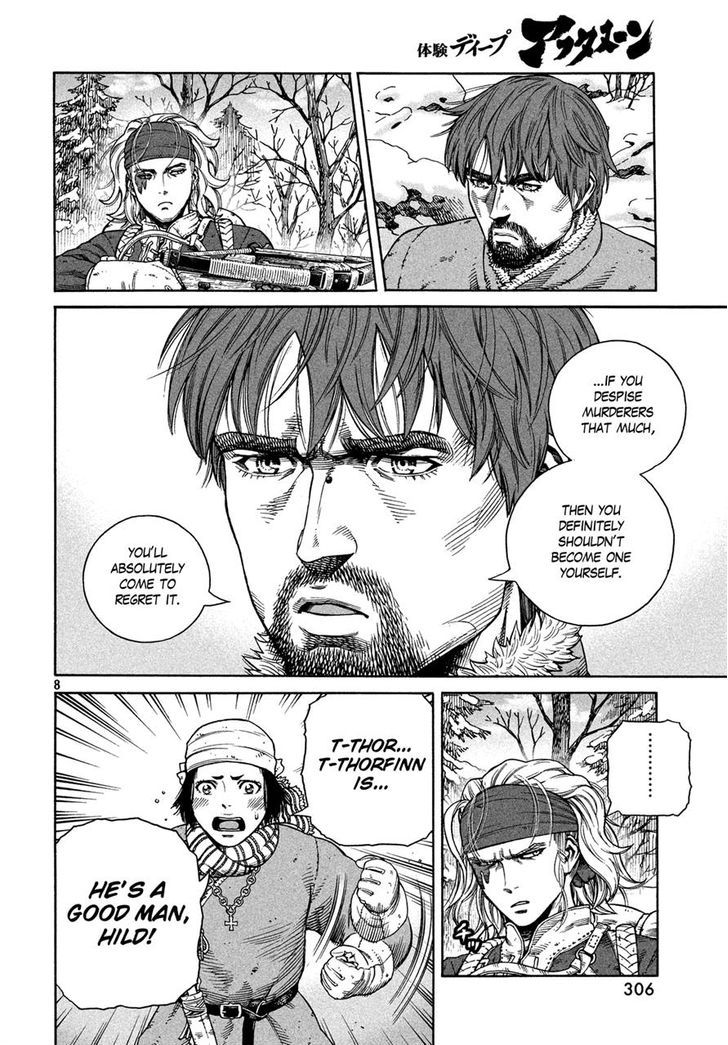 体験 ディープ アフタヌーン
...IF YOU
DESPISE
MURDERERS
THAT MUCH,
THEN YOU
DEFINITELY
SHOULDN'T
BECOME ONE
YOURSELF.
YOU'LL
ABSOLUTELY
COME TO
REGRET IT.
8
.........
T-THOR...
T-THORFINN
IS...
HE'S A
GOOD MAN,
HILD!
306